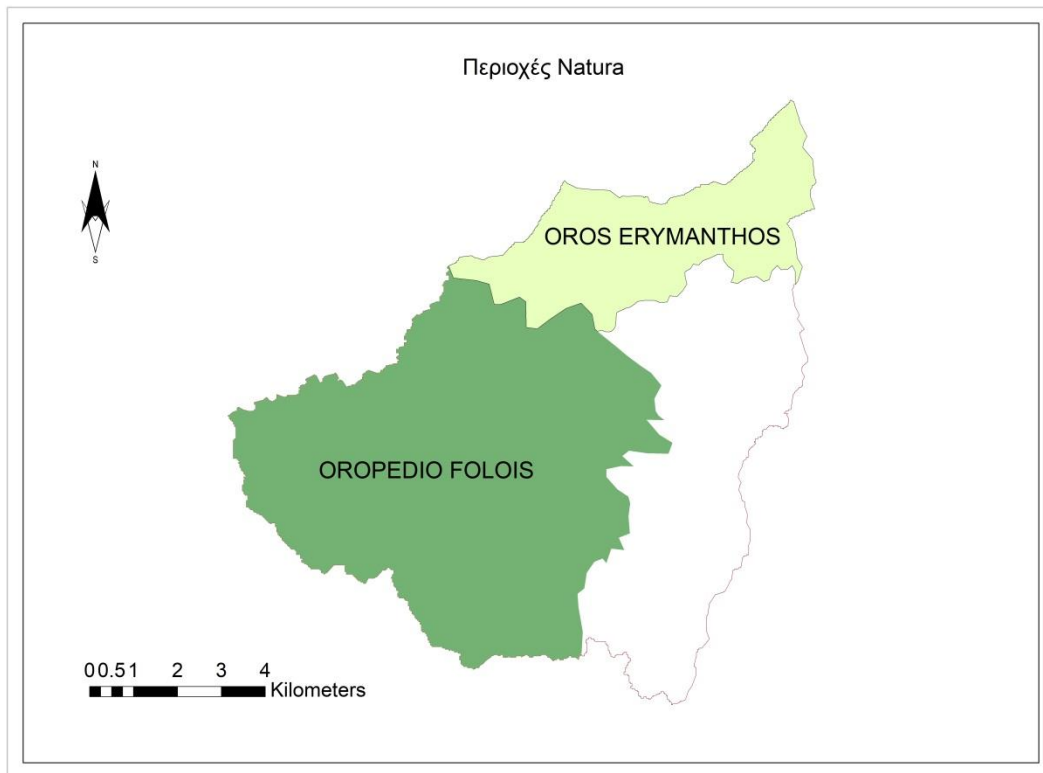 Περιοχές Natura
N
S
OROS ERYMANTHOS
OROPEDIO FOLOIS
0 0.5 1 2 3 4
Kilometers